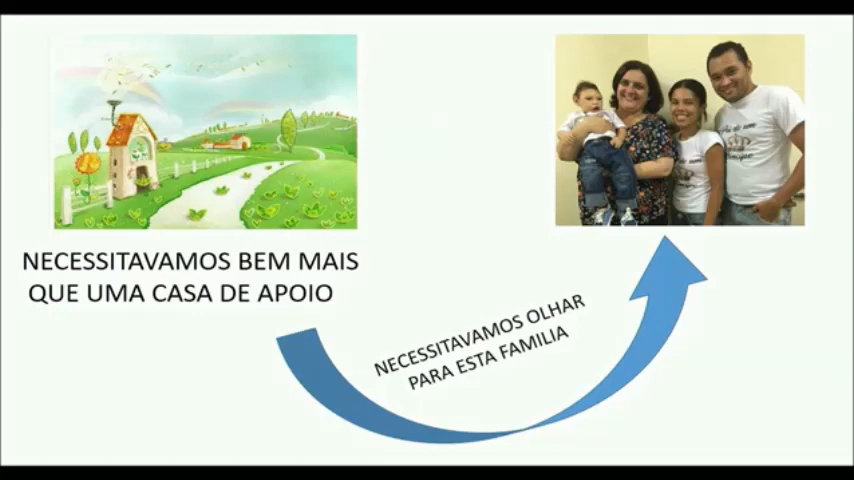 NECESSITAVAMOS BEM MAIS
QUE UMA CASA DE APOIO
NECESSITAVAMOS OLHAR
PARA ESTA FAMILIA